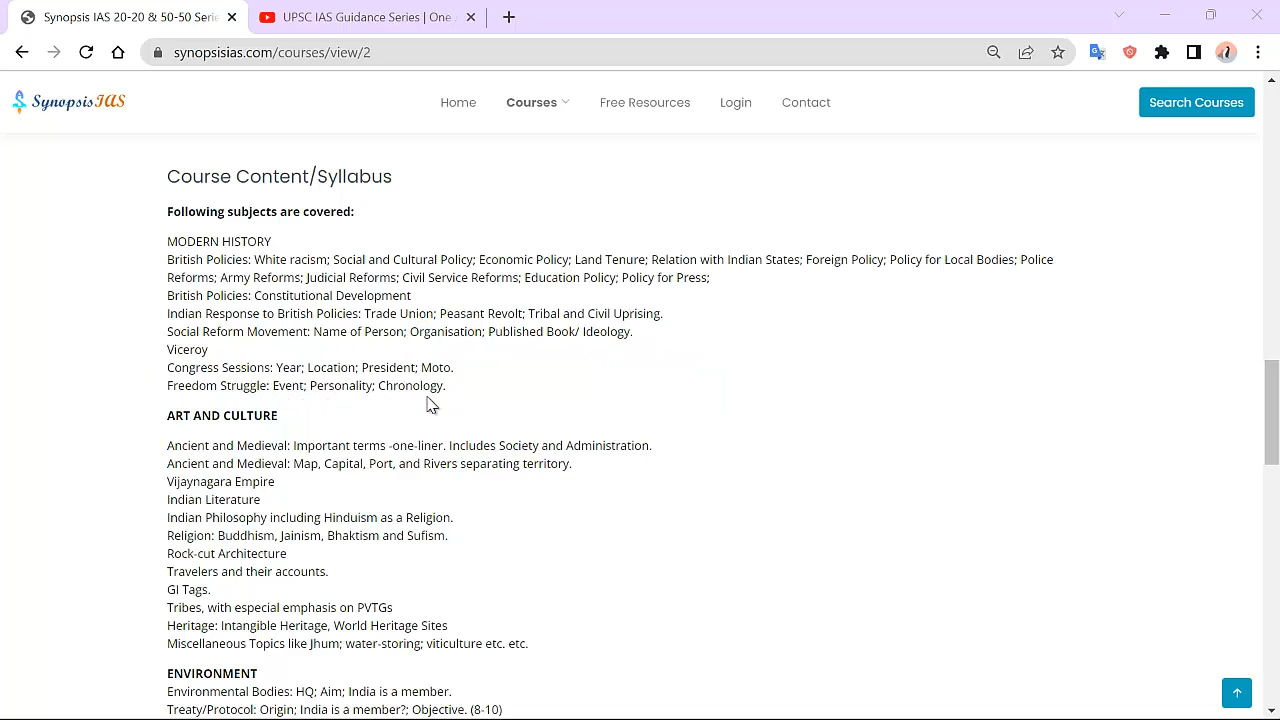 Synopsis IAS 20-20 & 50-50 Serie
UPSC IAS Guidance Series | One
synopsisias.com/courses/view/2
SynopsisIAS
Home
Courses
Free Resources
Login
Contact
Search Courses
Course Content/Syllabus
Following subjects are covered:
MODERN HISTORY
British Policies: White racism; Social and Cultural Policy; Economic Policy; Land Tenure; Relation with Indian States; Foreign Policy; Policy for Local Bodies; Police
Reforms; Army Reforms; Judicial Reforms; Civil Service Reforms; Education Policy; Policy for Press;
British Policies: Constitutional Development
Indian Response to British Policies: Trade Union; Peasant Revolt; Tribal and Civil Uprising.
Social Reform Movement: Name of Person; Organisation; Published Book/ Ideology.
Viceroy
Congress Sessions: Year; Location; President; Moto.
Freedom Struggle: Event; Personality; Chronology.
ART AND CULTURE
Ancient and Medieval: Important terms -one-liner. Includes Society and Administration.
Ancient and Medieval: Map, Capital, Port, and Rivers separating territory.
Vijaynagara Empire
Indian Literature
Indian Philosophy including Hinduism as a Religion.
Religion: Buddhism, Jainism, Bhaktism and Sufism.
Rock-cut Architecture
Travelers and their accounts.
GI Tags.
Tribes, with especial emphasis on PVTGs
Heritage: Intangible Heritage, World Heritage Sites
Miscellaneous Topics like Jhum; water-storing; viticulture etc. etc.
ENVIRONMENT
Environmental Bodies: HQ; Aim; India is a member.
Treaty/Protocol: Origin; India is a member?; Objective. (8-10)